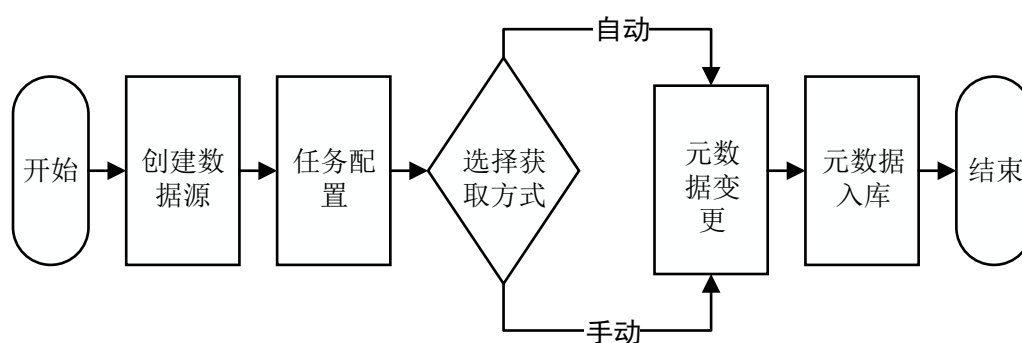 自动
开始
创建数
据源
任务配
置
选择获
取方式
元数
据变
更
元数据
入库
结束
手动